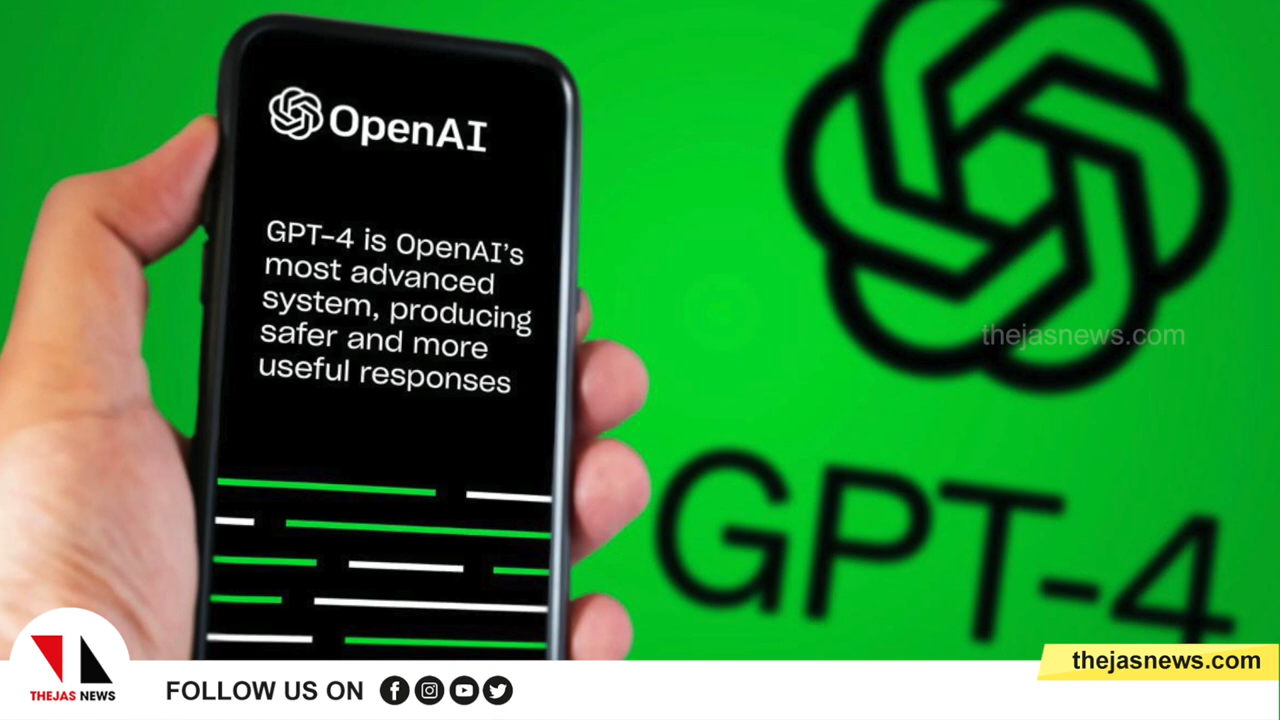 OpenAI
GPT-4 is OpenAI's
most advanced
system, producing
safer and more
useful responses
thejasnews.com
GPT-4
thejasnews.com
THEJAS NEWS
FOLLOW US ON